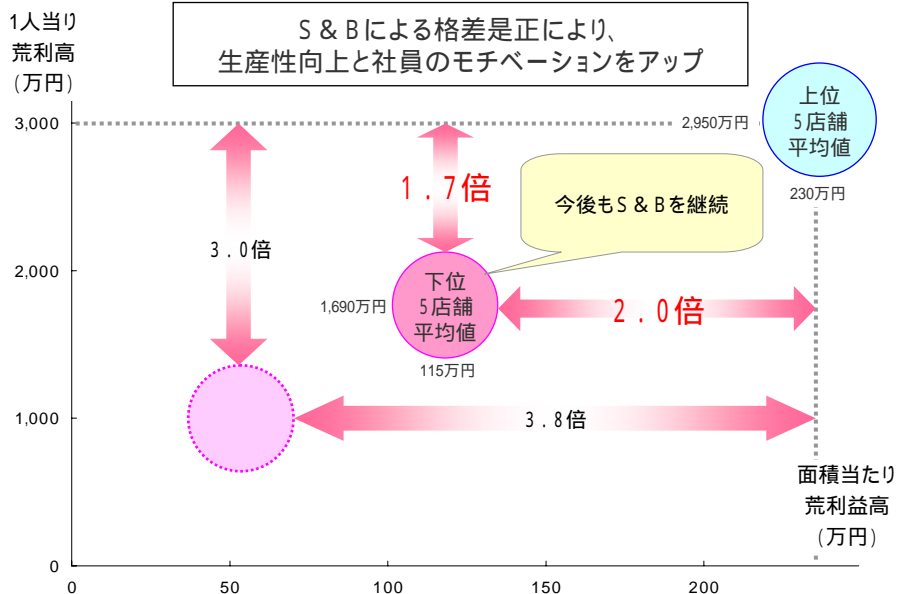 1人当り
荒利高
(万円)
S&Bによる格差是正により、
生産性向上と社員のモチベーションをアップ
3,000
2,950万円
上位
5店舗
平均値
230万円
1.7倍
今後もS&Bを継続
3.0倍
2,000
下位
5店舗
平均値
1,690万円
115万円
2.0倍
1,000
3.8倍
面積当たり
荒利益高
(万円)
0
0
50
100
150
200